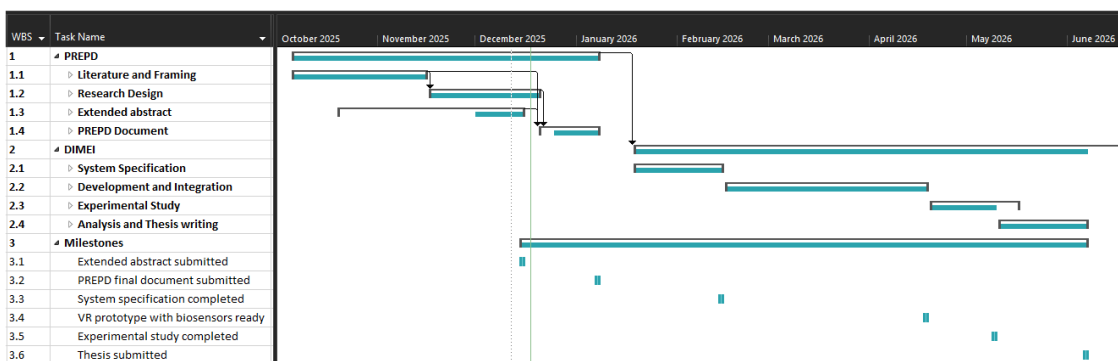 WBS Task Name October 2025 November 2025 December 2025 January 2026 February 2026 March 2026 April 2026 May 2026 June 2026
1 PREPD
1.1 Literature and Framing
1.2 Research Design
1.3 Extended abstract
1.4 PREPD Document
2 DIMEI
2.1 System Specification
2.2 Development and Integration
2.3 Experimental Study
2.4 Analysis and Thesis writing
3 Milestones
3.1 Extended abstract submitted
3.2 PREPD final document submitted
3.3 System specification completed
3.4 VR prototype with biosensors ready
3.5 Experimental study completed
3.6 Thesis submitted